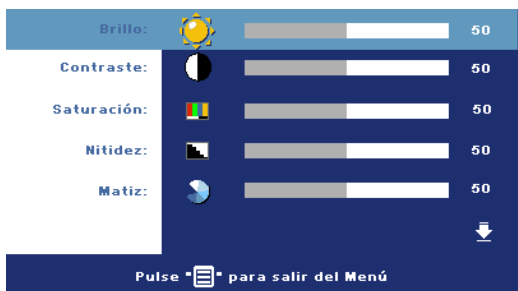 Brillo: 50
Contraste: 50
Saturación: 50
Nitidez: 50
Matiz: 50
Pulse "" para salir del Menú